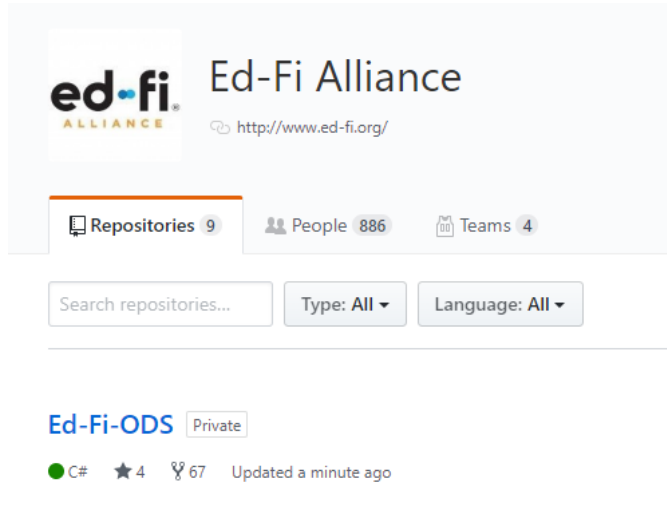 ed-fi®
ALLIANCE
Ed-Fi Alliance
http://www.ed-fi.org/
Repositories 9 People 886 Teams 4
Search repositories... Type: All Language: All
Ed-Fi-ODS Private
C# 4 67 Updated a minute ago